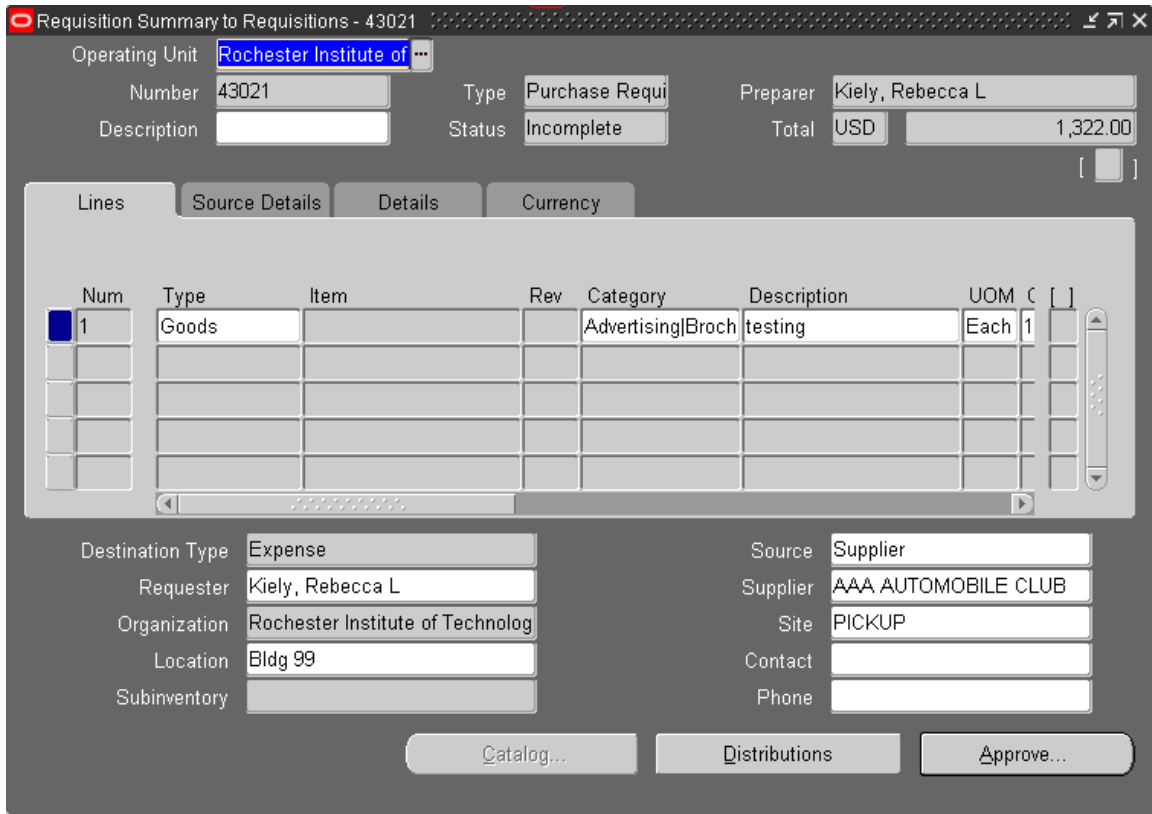 Requisition Summary to Requisitions - 43021
Operating Unit Rochester Institute of ...
Number 43021 Type Purchase Requi Preparer Kiely, Rebecca L
Description Status Incomplete Total USD 1,322.00
[ ]
Lines Source Details Details Currency
Num Type Item Rev Category Description UOM [ ]
1 Goods Advertising|Broch testing Each 1
Destination Type Expense Source Supplier
Requester Kiely, Rebecca L Supplier AAA AUTOMOBILE CLUB
Organization Rochester Institute of Technolog Site PICKUP
Location Bldg 99 Contact
Subinventory Phone
Catalog... Distributions Approve...